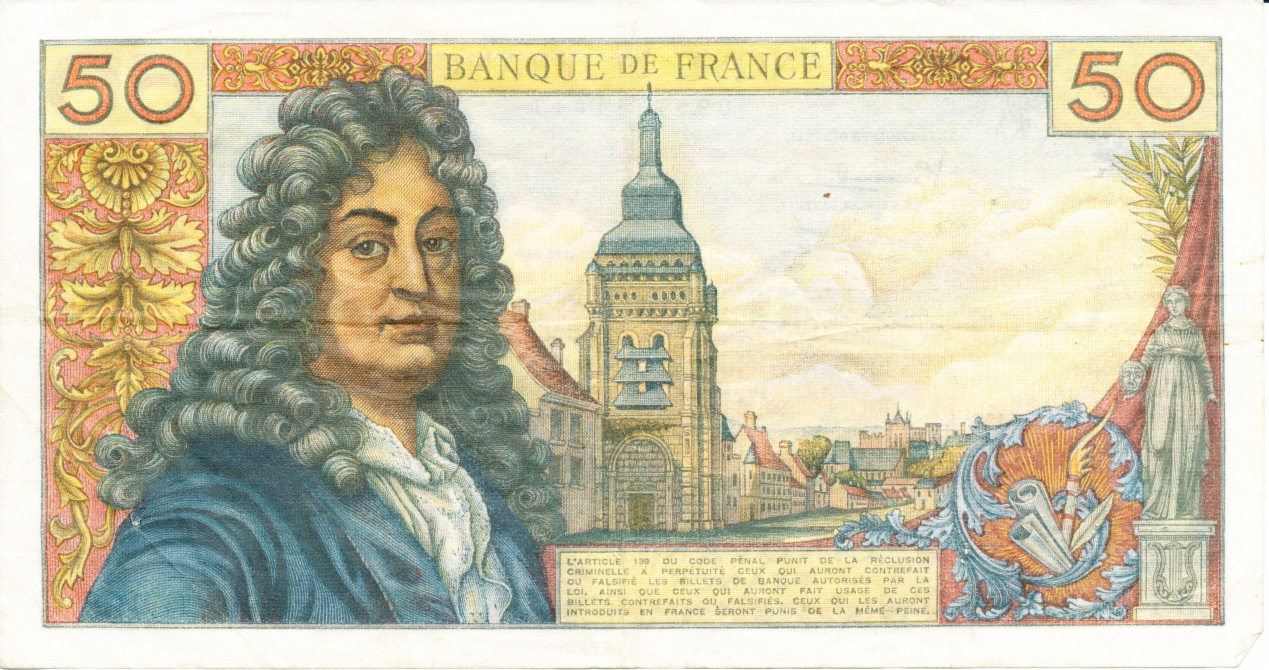 50
BANQUE DE FRANCE
50
L'ARTICLE 139 DU CODE PÉNAL PUNIT DE LA RÉCLUSION
CRIMINELLE A PERPÉTUITÉ CEUX QUI AURONT CONTREFAIT
OU FALSIFIÉ LES BILLETS DE BANQUE AUTORISÉS PAR LA
LOI, AINSI QUE CEUX QUI AURONT FAIT USAGE DE CES
BILLETS CONTREFAITS OU FALSIFIÉS. CEUX QUI LES AURONT
INTRODUITS EN FRANCE SERONT PUNIS DE LA MÊME PEINE.